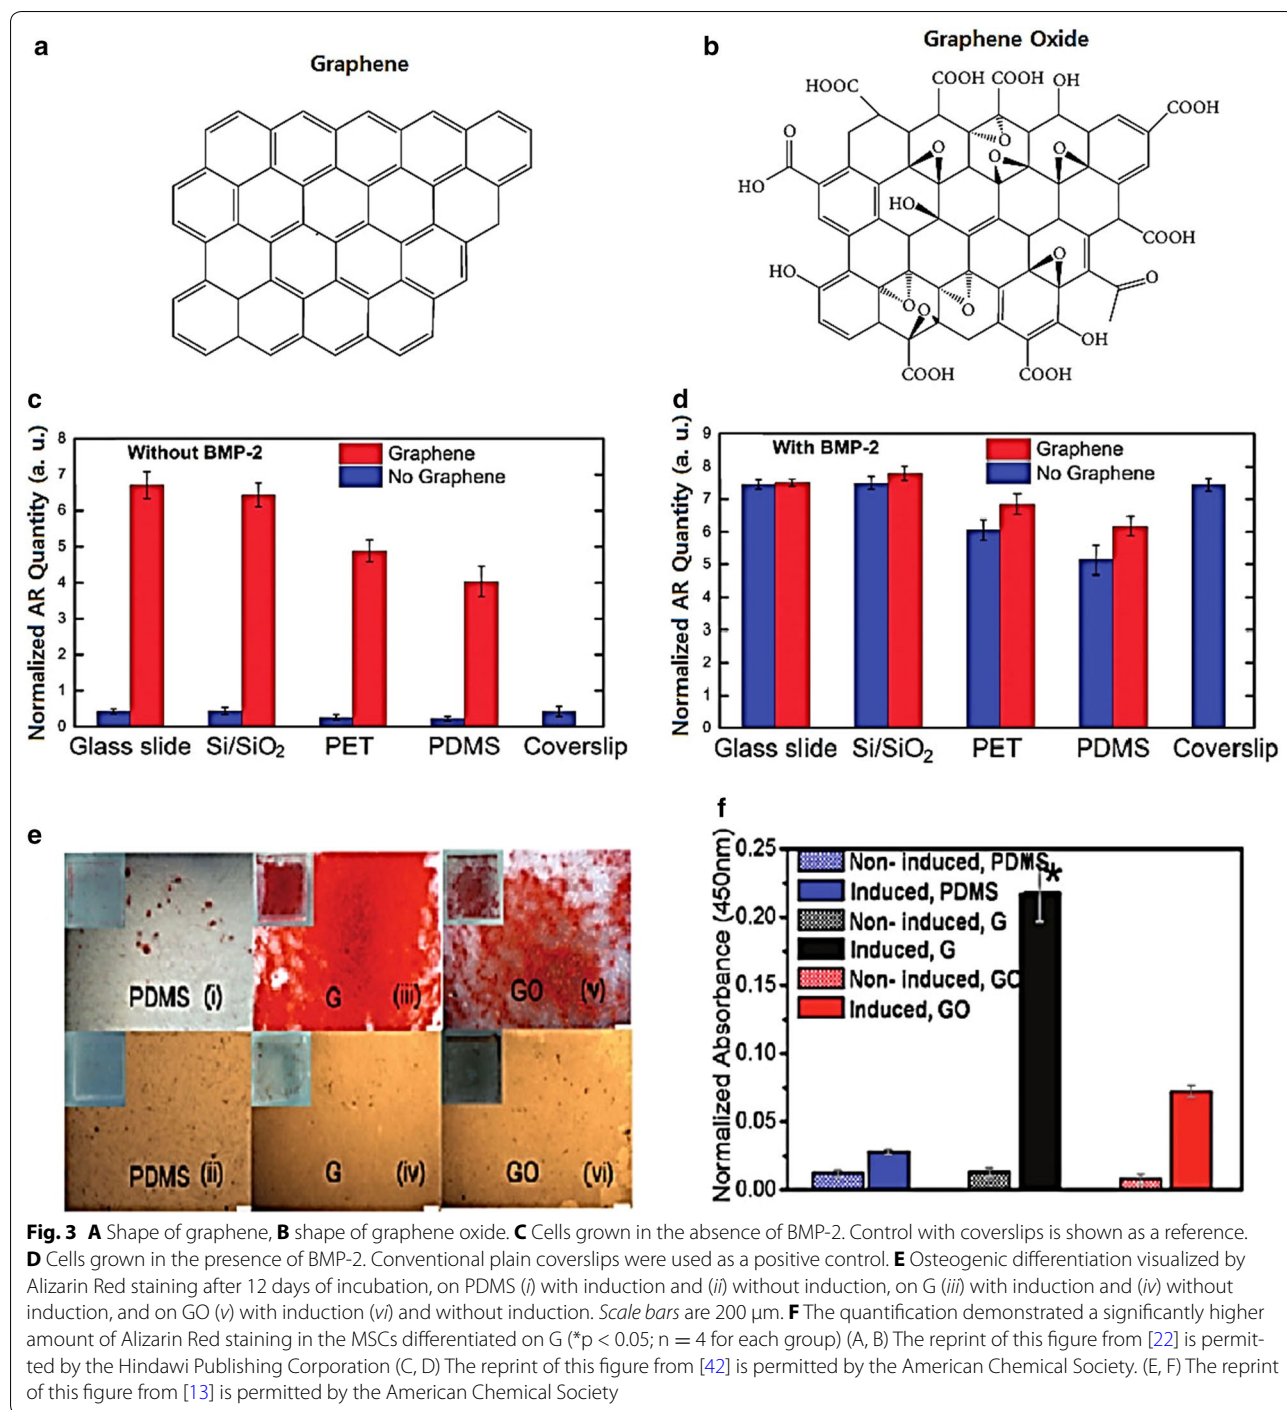 a
Graphene
b
Graphene Oxide
HOOC
COOH
COOH
OH
COOH
O
O
O
O
O
HO
HO
COOH
HO
O
O
O
O
O
OH
COOH
COOH
c
Without BMP-2
Graphene
No Graphene
Normalized AR Quantity (a. u.)
8
7
6
5
4
3
2
1
0
Glass slide
Si/SiO₂
PET
PDMS
Coverslip
d
With BMP-2
Graphene
No Graphene
Normalized AR Quantity (a. u.)
9
8
7
6
5
4
3
2
1
0
Glass slide
Si/SiO₂
PET
PDMS
Coverslip
e
PDMS (i)
G (iii)
GO (v)
PDMS (ii)
G (iv)
GO (vi)
f
Normalized Absorbance (450nm)
0.25
0.20
0.15
0.10
0.05
0.00
Non- induced, PDMS
Induced, PDMS
Non- induced, G
Induced, G
Non- induced, GO
Induced, GO
*
Fig. 3 A Shape of graphene, B shape of graphene oxide. C Cells grown in the absence of BMP-2. Control with coverslips is shown as a reference.
D Cells grown in the presence of BMP-2. Conventional plain coverslips were used as a positive control. E Osteogenic differentiation visualized by
Alizarin Red staining after 12 days of incubation, on PDMS (i) with induction and (ii) without induction, on G (iii) with induction and (iv) without
induction, and on GO (v) with induction (vi) and without induction. Scale bars are 200 μm. F The quantification demonstrated a significantly higher
amount of Alizarin Red staining in the MSCs differentiated on G (*p < 0.05; n = 4 for each group) (A, B) The reprint of this figure from [22] is permit-
ted by the Hindawi Publishing Corporation (C, D) The reprint of this figure from [42] is permitted by the American Chemical Society. (E, F) The reprint
of this figure from [13] is permitted by the American Chemical Society